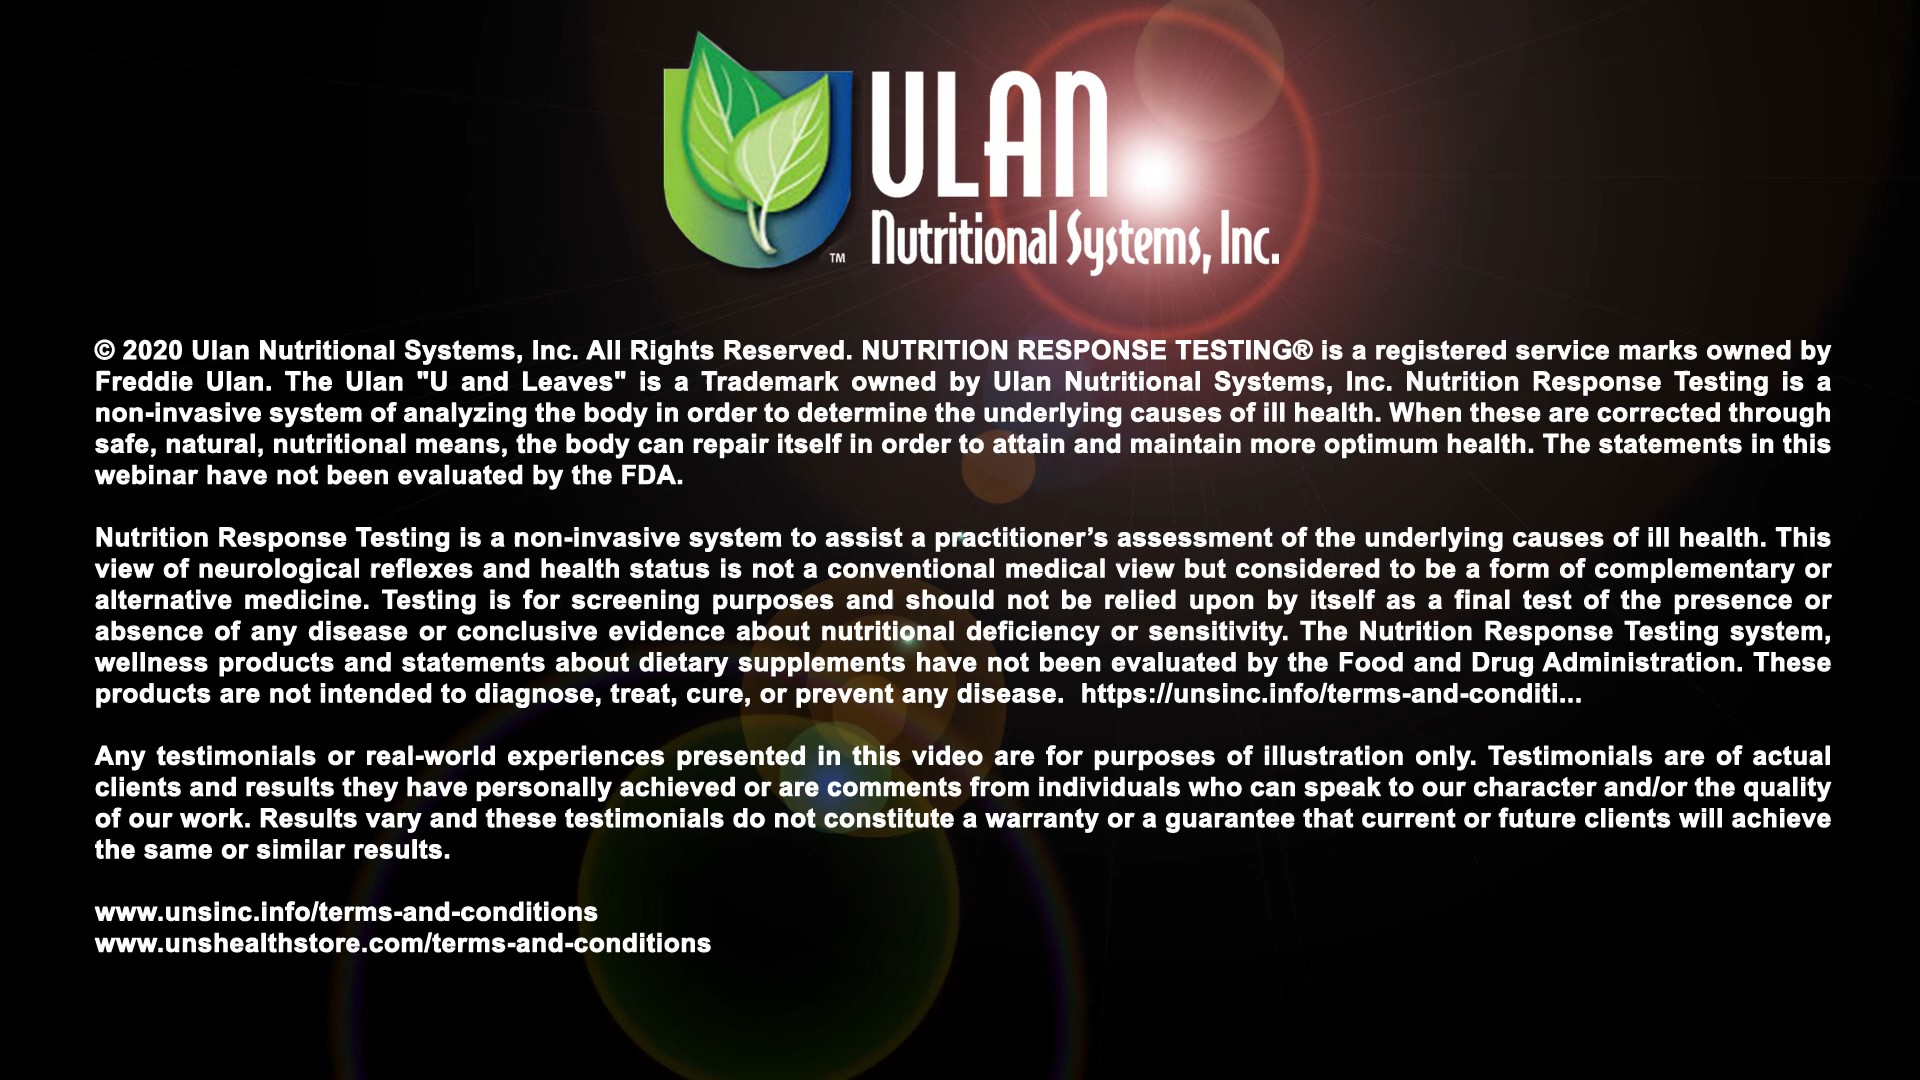 ULAN
Nutritional Systems, Inc.
TM
© 2020 Ulan Nutritional Systems, Inc. All Rights Reserved. NUTRITION RESPONSE TESTING® is a registered service marks owned by
Freddie Ulan. The Ulan "U and Leaves" is a Trademark owned by Ulan Nutritional Systems, Inc. Nutrition Response Testing is a
non-invasive system of analyzing the body in order to determine the underlying causes of ill health. When these are corrected through
safe, natural, nutritional means, the body can repair itself in order to attain and maintain more optimum health. The statements in this
webinar have not been evaluated by the FDA.
Nutrition Response Testing is a non-invasive system to assist a practitioner’s assessment of the underlying causes of ill health. This
view of neurological reflexes and health status is not a conventional medical view but considered to be a form of complementary or
alternative medicine. Testing is for screening purposes and should not be relied upon by itself as a final test of the presence or
absence of any disease or conclusive evidence about nutritional deficiency or sensitivity. The Nutrition Response Testing system,
wellness products and statements about dietary supplements have not been evaluated by the Food and Drug Administration. These
products are not intended to diagnose, treat, cure, or prevent any disease.  https://unsinc.info/terms-and-conditi...
Any testimonials or real-world experiences presented in this video are for purposes of illustration only. Testimonials are of actual
clients and results they have personally achieved or are comments from individuals who can speak to our character and/or the quality
of our work. Results vary and these testimonials do not constitute a warranty or a guarantee that current or future clients will achieve
the same or similar results.
www.unsinc.info/terms-and-conditions
www.unshealthstore.com/terms-and-conditions